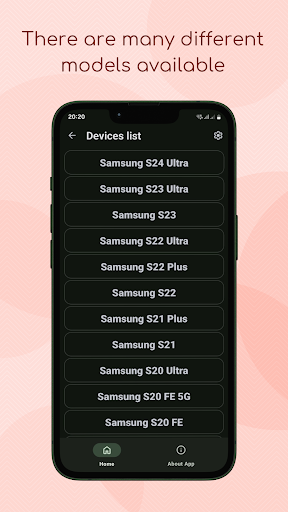 There are many different
models available
20:20
Devices list
Samsung S24 Ultra
Samsung S23 Ultra
Samsung S23
Samsung S22 Ultra
Samsung S22 Plus
Samsung S22
Samsung S21 Plus
Samsung S21
Samsung S20 Ultra
Samsung S20 FE 5G
Samsung S20 FE
Home About App